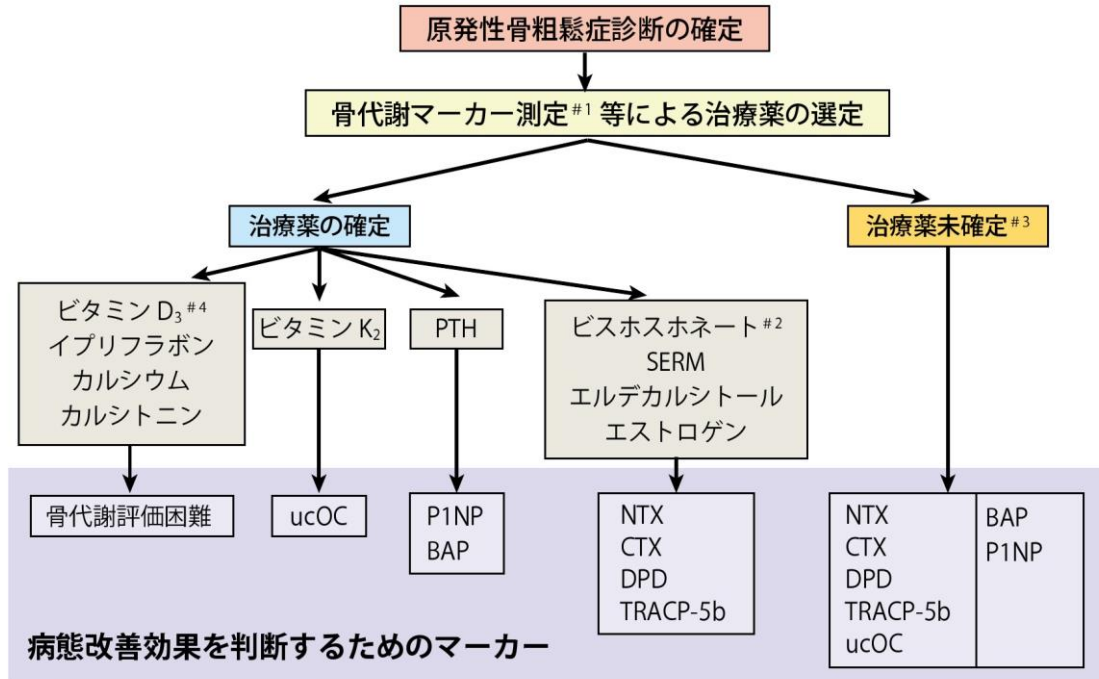 原発性骨粗鬆症診断の確定
骨代謝マーカー測定#1 等による治療薬の選定
治療薬の確定
治療薬未確定#3
ビタミン D3#4
イプリフラボン
カルシウム
カルシトニン
ビタミン K2
PTH
ビスホスホネート#2
SERM
エルデカルシトール
エストロゲン
骨代謝評価困難
ucOC
P1NP
BAP
NTX
CTX
DPD
TRACP-5b
NTX
CTX
DPD
TRACP-5b
ucOC
BAP
P1NP
病態改善効果を判断するためのマーカー